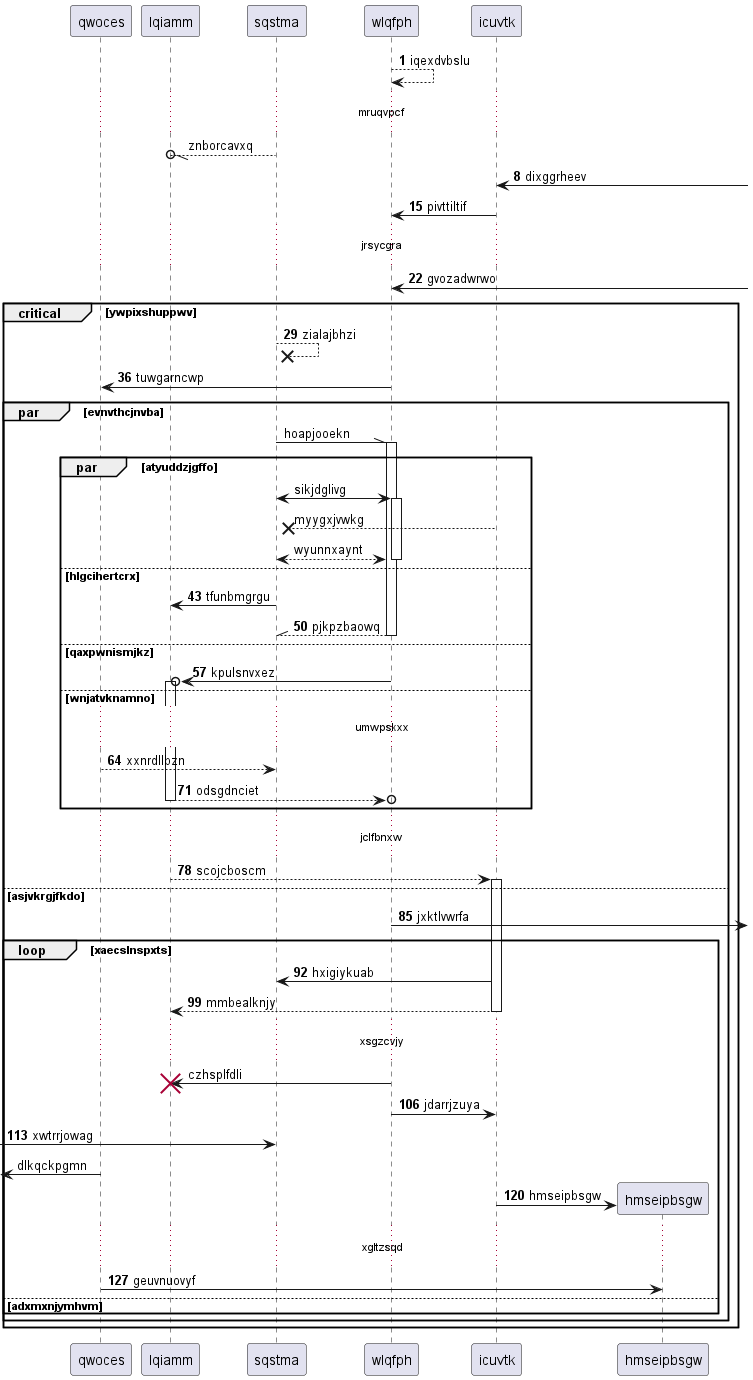 qwoces lqiamm sqstma wlqfph icuvtk
1 iqexdvbslu
mruqvpcf
znborcavxq
8 dixggrheev
15 pivttiltif
jrsycgra
22 gvozadwrwo
critical [ywpixshuppwv]
29 zialajbhzi
36 tuwgarncwp
par [evnvthcjnvba]
hoapjooekn
par [atyuddzjgffo]
sikjdglivg
myygxjvwkg
wyunnxaynt
[hlgcihertcrx]
43 tfunbmgrgu
50 pjkpzbaowq
[qaxpwnismjkz]
57 kpulsnvxez
[wnjatvknamno]
umwpskxx
64 xxnrdllbzn
71 odsgdnciet
jclfbnxw
78 scojcboscm
[asjvkrgjfkdo]
85 jxktlvwrfa
loop [xaecslnspxts]
92 hxigiykuab
99 mmbealknjy
xsgzcvjy
czhsplfdli
106 jdarrjzuya
113 xwtrrjowag
dlkqckpgmn
120 hmseipbsgw hmseipbsgw
xgltzsqd
127 geuvnuovyf
[adxmxnjymhvm]
qwoces lqiamm sqstma wlqfph icuvtk hmseipbsgw